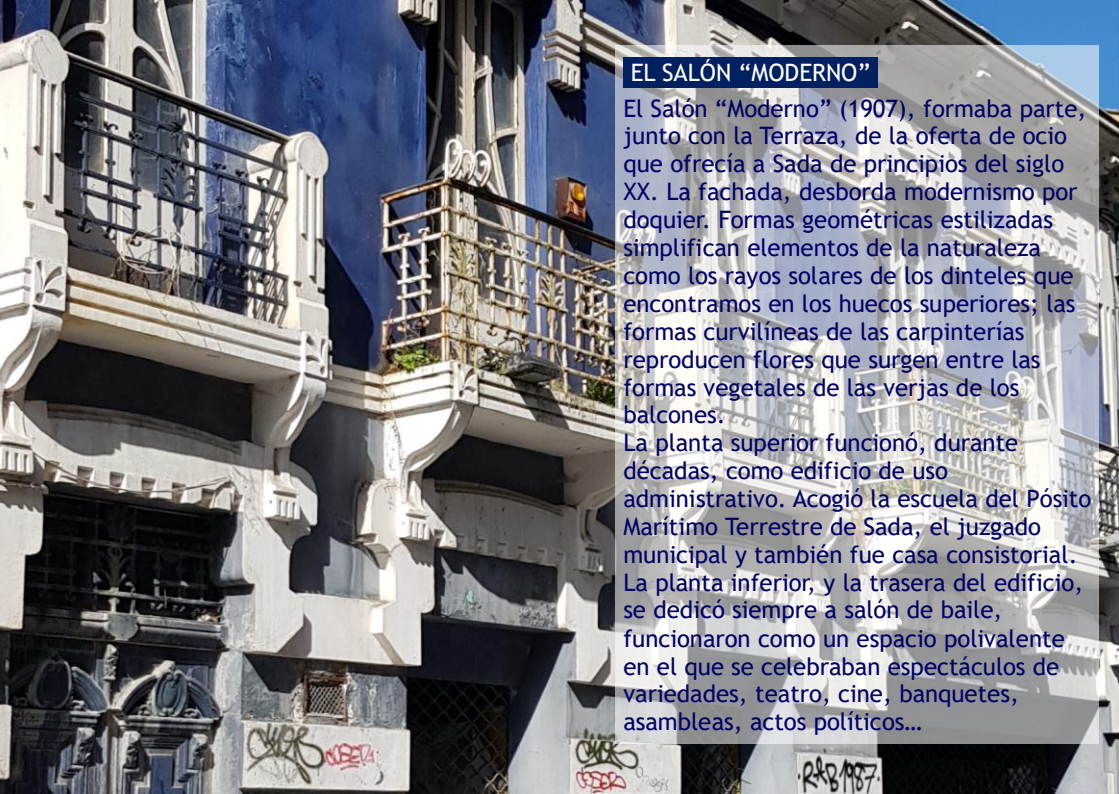 EL SALÓN “MODERNO”
El Salón “Moderno” (1907), formaba parte,
junto con la Terraza, de la oferta de ocio
que ofrecía a Sada de principios del siglo
XX. La fachada, desborda modernismo por
doquier. Formas geométricas estilizadas
simplifican elementos de la naturaleza
como los rayos solares de los dinteles que
encontramos en los huecos superiores; las
formas curvilíneas de las carpinterías
reproducen flores que surgen entre las
formas vegetales de las verjas de los
balcones.
La planta superior funcionó, durante
décadas, como edificio de uso
administrativo. Acogió la escuela del Pósito
Marítimo Terrestre de Sada, el juzgado
municipal y también fue casa consistorial.
La planta inferior, y la trasera del edificio,
se dedicó siempre a salón de baile,
funcionaron como un espacio polivalente
en el que se celebraban espectáculos de
variedades, teatro, cine, banquetes,
asambleas, actos políticos…
R+B 1987.